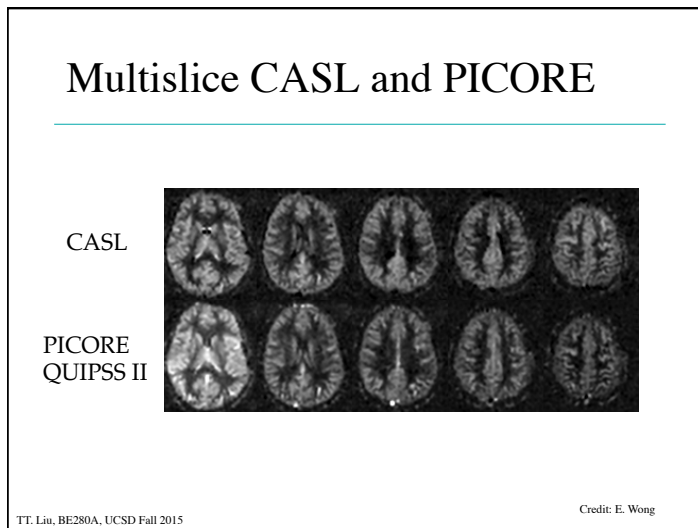 Multislice CASL and PICORE
CASL
PICORE
QUIPSS II
TT. Liu, BE280A, UCSD Fall 2015
Credit: E. Wong